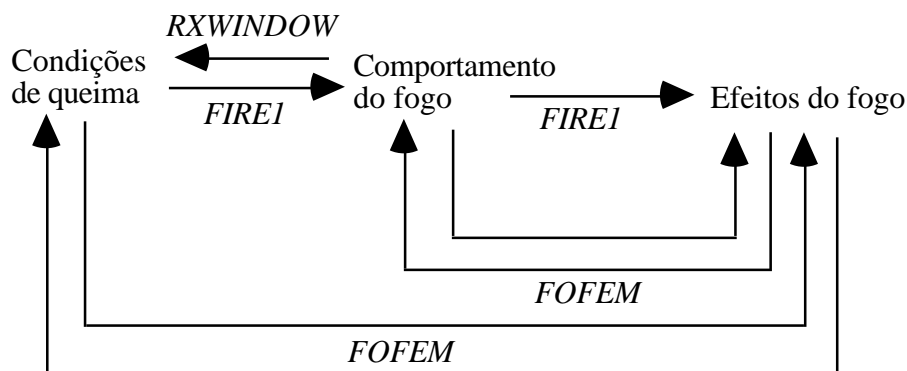 RXWINDOW
Condições
de queima
FIRE1
Comportamento
do fogo
FIRE1
Efeitos do fogo
FOFEM
FOFEM